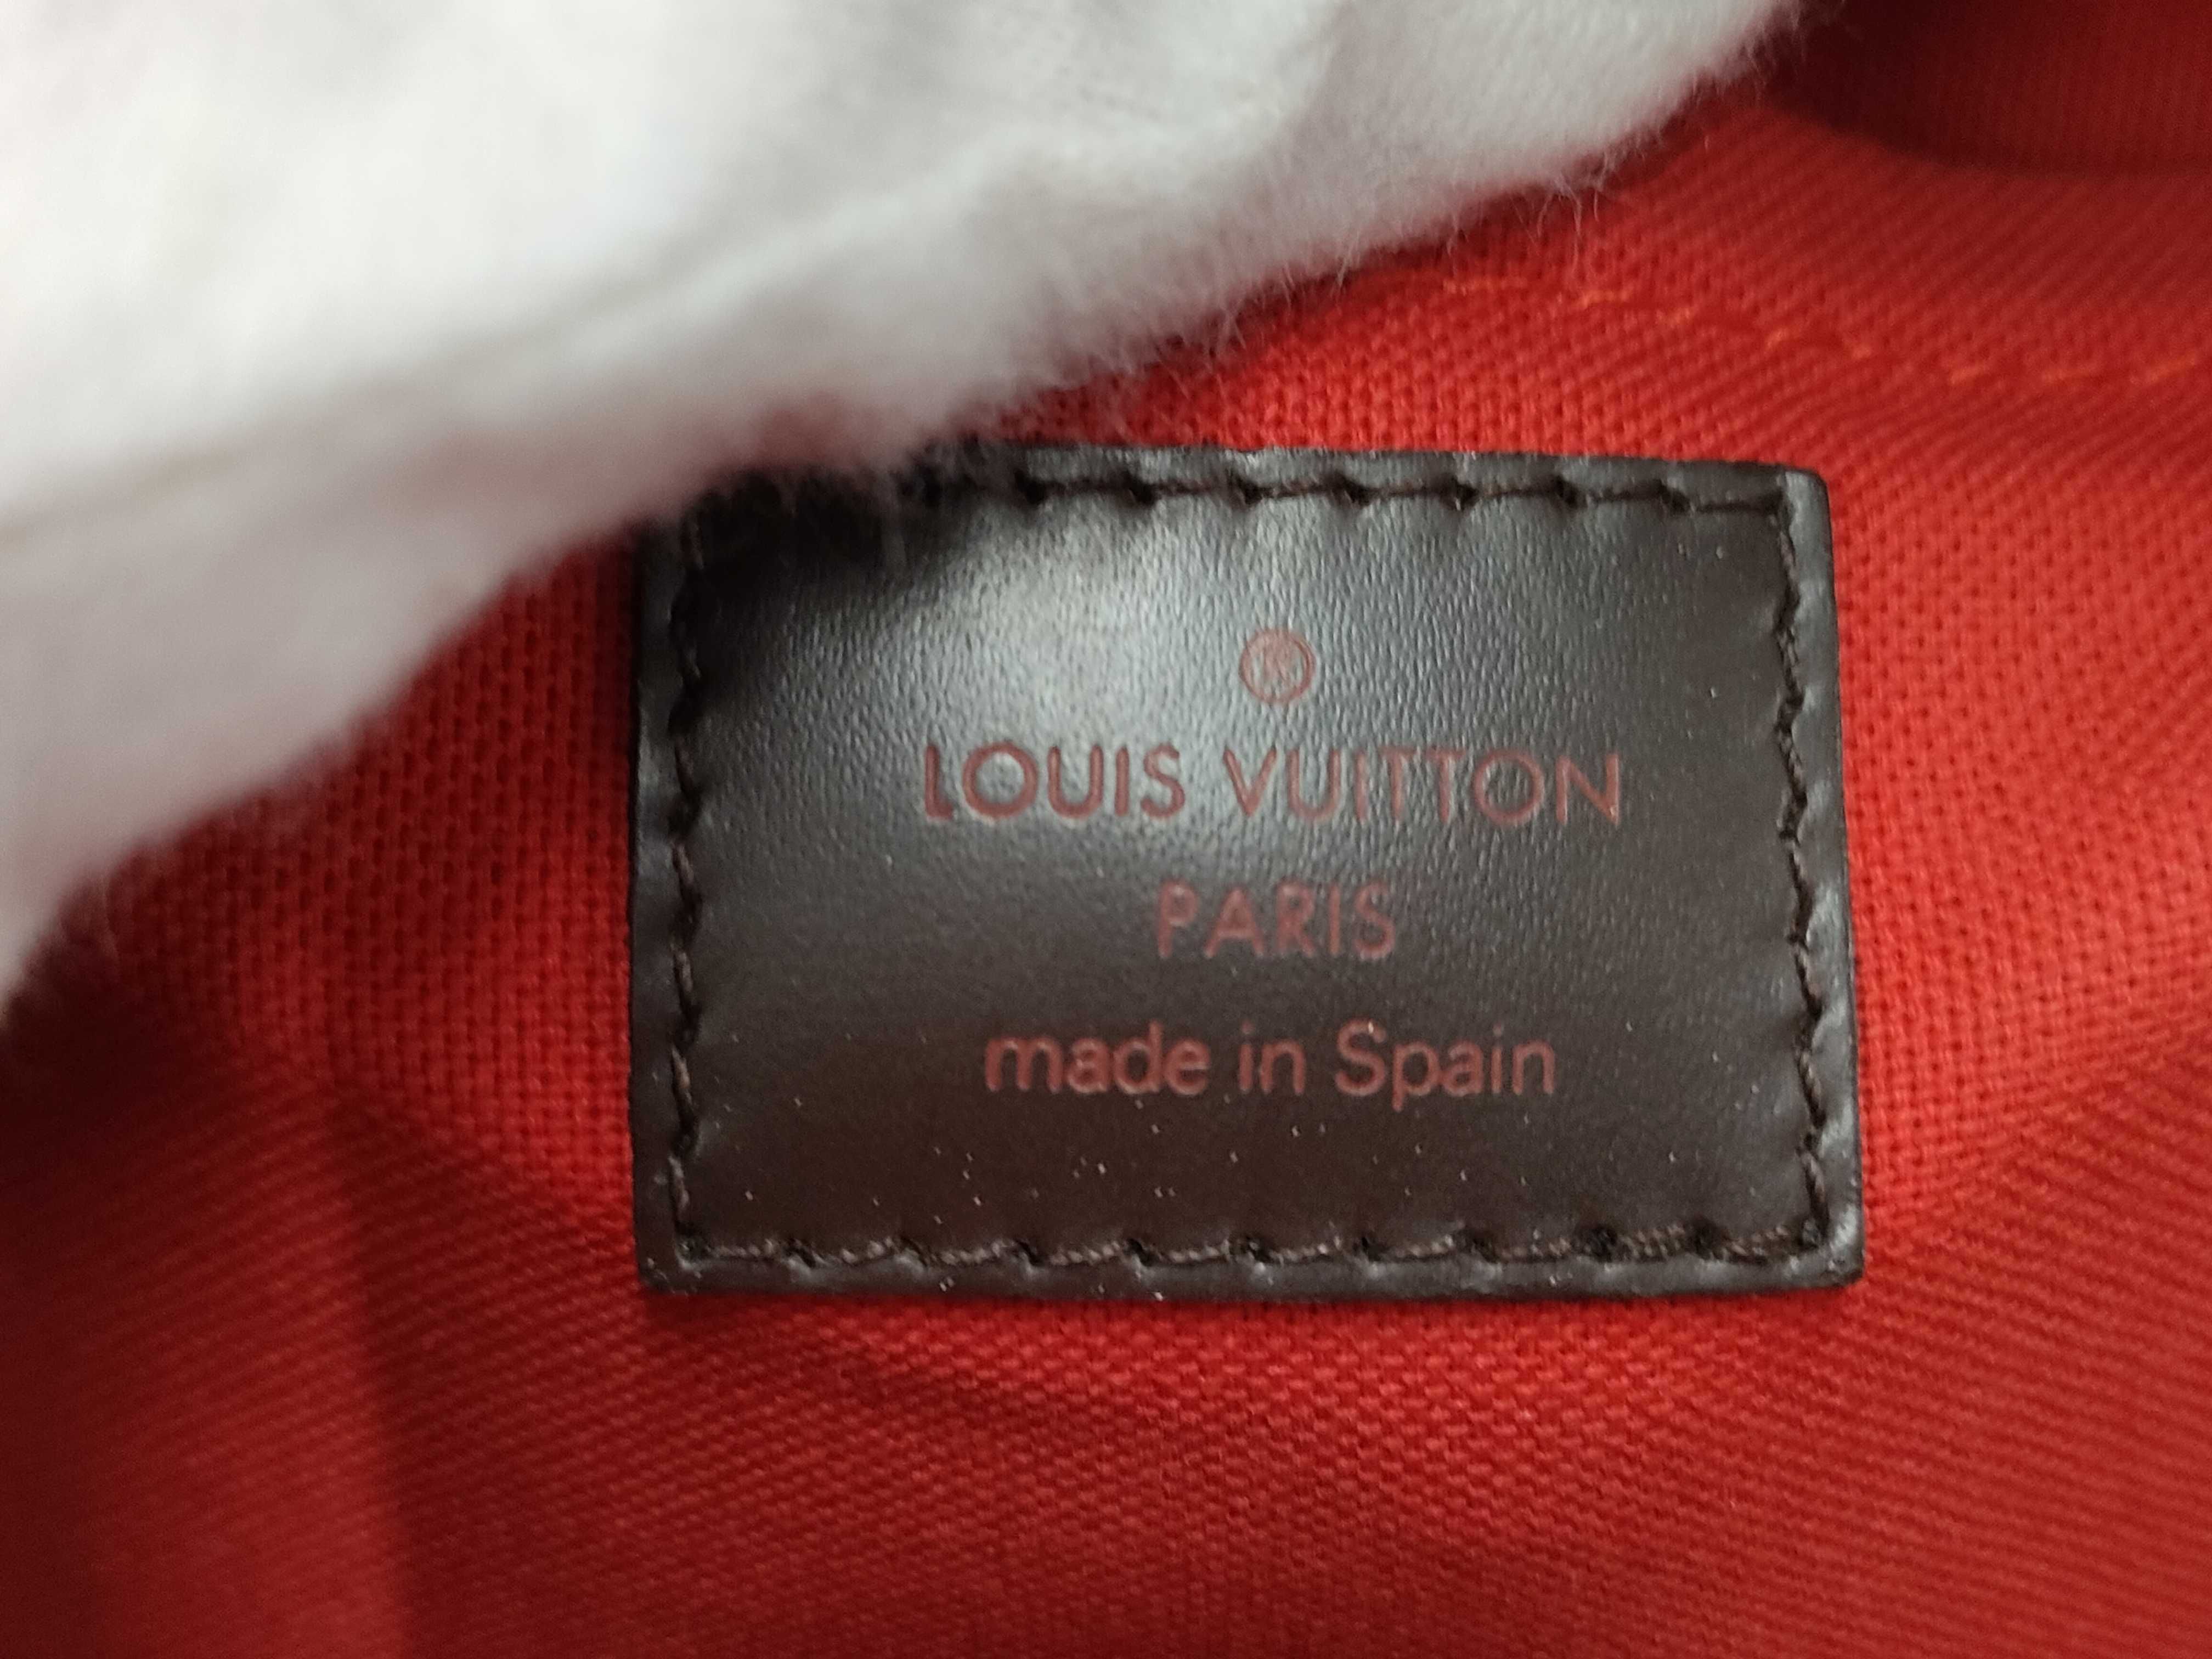 ®
LOUIS VUITTON
PARIS
made in Spain